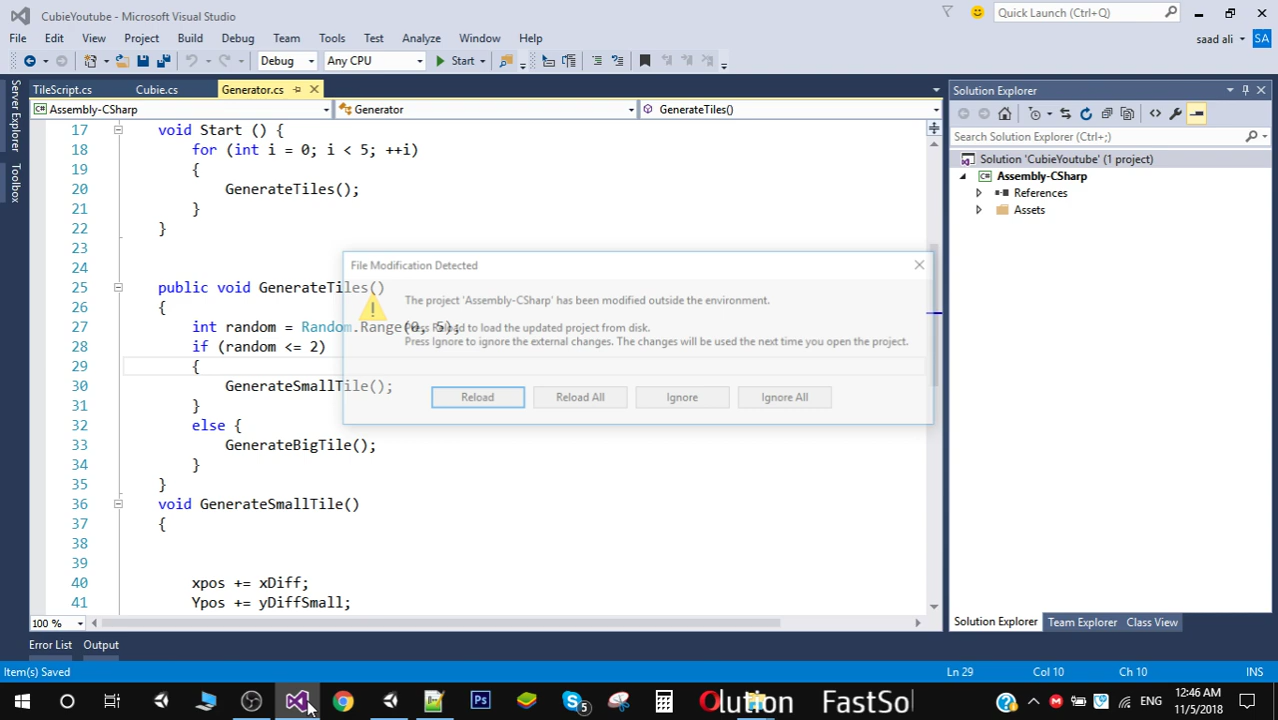 CubieYoutube - Microsoft Visual Studio
Quick Launch (Ctrl+Q)
File Edit View Project Build Debug Team Tools Test Analyze Window Help
saad ali SA
Debug Any CPU Start
TileScript.cs Cubie.cs Generator.cs
Assembly-CSharp Generator GenerateTiles()
Server Explorer
Toolbox
17 void Start () {
18 for (int i = 0; i < 5; ++i)
19 {
20 GenerateTiles();
21 }
22 }
23
24
25 public void GenerateTiles()
26 {
27 int random = Random.Range(0, 5);
28 if (random <= 2)
29 {
30 GenerateSmallTile();
31 }
32 else {
33 GenerateBigTile();
34 }
35 }
36 void GenerateSmallTile()
37 {
38
39
40 xpos += xDiff;
41 Ypos += yDiffSmall;
100 %
File Modification Detected
The project 'Assembly-CSharp' has been modified outside the environment.
Press Reload to load the updated project from disk.
Press Ignore to ignore the external changes. The changes will be used the next time you open the project.
Reload Reload All Ignore Ignore All
Solution Explorer
Search Solution Explorer (Ctrl+;)
Solution 'CubieYoutube' (1 project)
Assembly-CSharp
References
Assets
Solution Explorer Team Explorer Class View
Error List Output
Item(s) Saved Ln 29 Col 10 Ch 10 INS
Olution FastSol
ENG
12:46 AM
11/5/2018